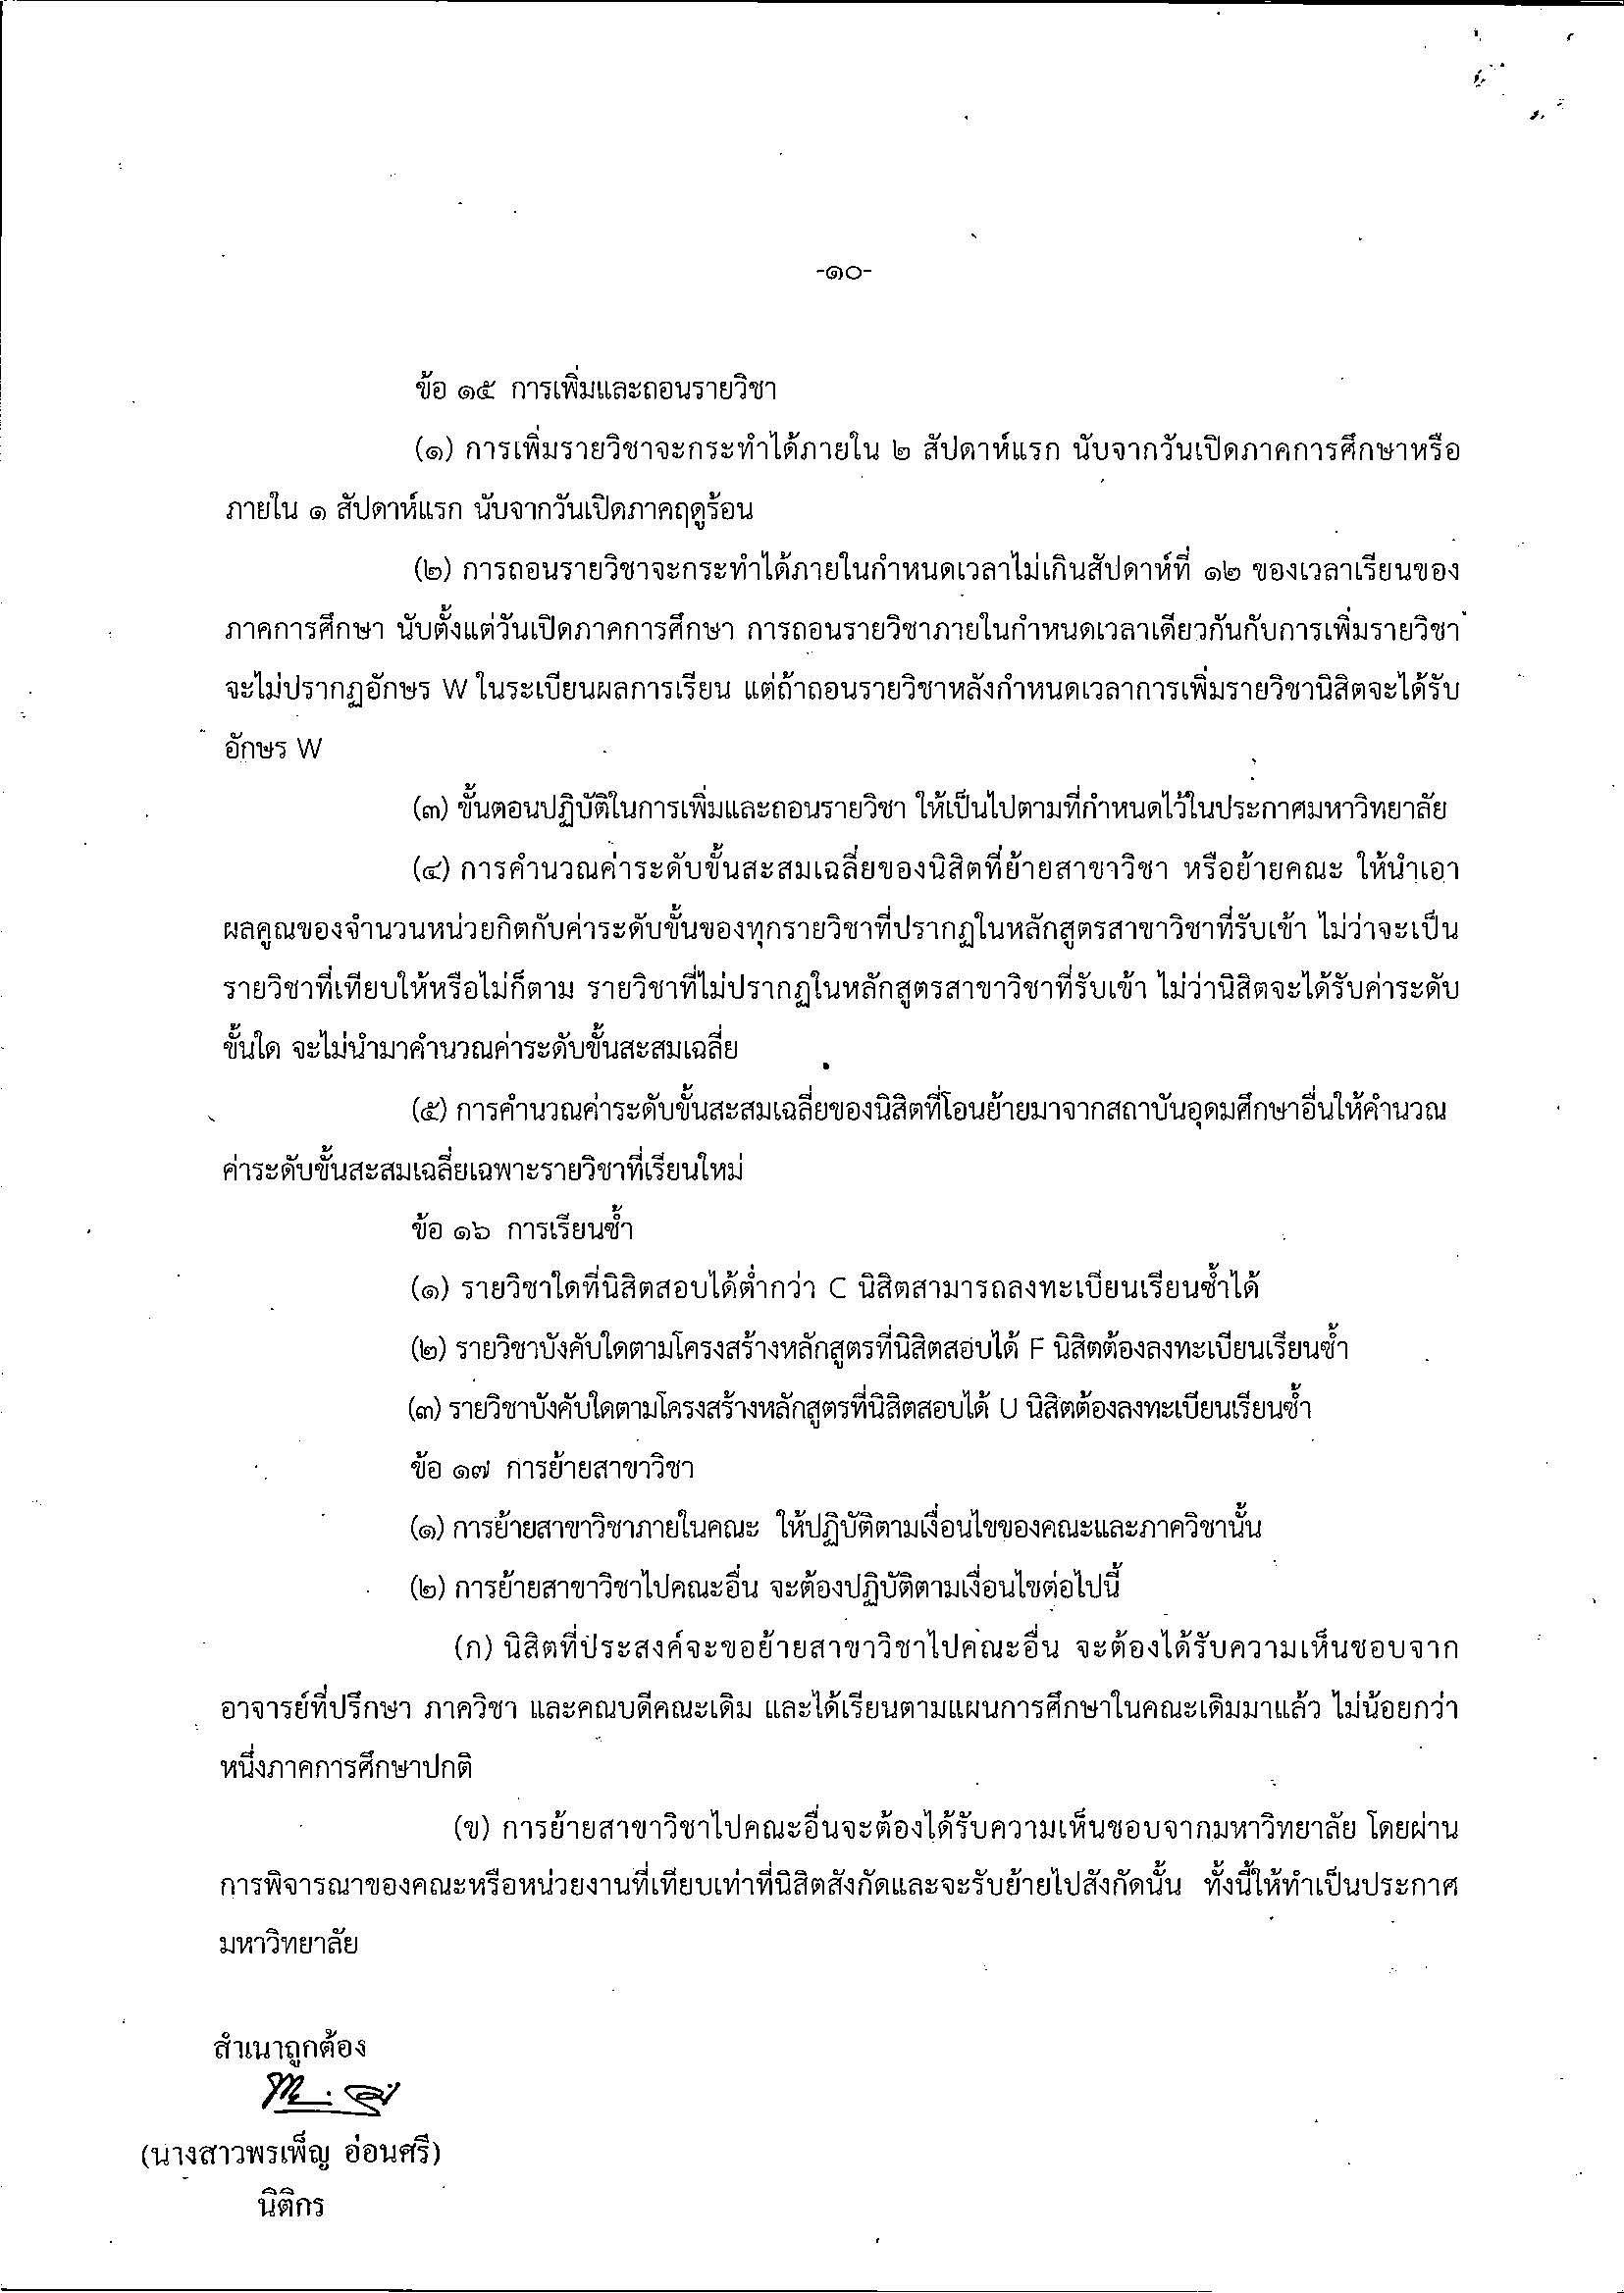 -๑๐-
ข้อ ๑๕ การเพิ่มและถอนรายวิชา
(๑) การเพิ่มรายวิชาจะกระทำได้ภายใน ๒ สัปดาห์แรก นับจากวันเปิดภาคการศึกษาหรือ
ภายใน ๑ สัปดาห์แรก นับจากวันเปิดภาคฤดูร้อน
(๒) การถอนรายวิชาจะกระทำได้ภายในกำหนดเวลาไม่เกินสัปดาห์ที่ ๑๒ ของเวลาเรียนของ
ภาคการศึกษา นับตั้งแต่วันเปิดภาคการศึกษา การถอนรายวิชาภายในกำหนดเวลาเดียวกันกับการเพิ่มรายวิชา
จะไม่ปรากฏอักษร W ในระเบียนผลการเรียน แต่ถ้าถอนรายวิชาหลังกำหนดเวลาการเพิ่มรายวิชานิสิตจะได้รับ
อักษร W
(๓) ขั้นตอนปฏิบัติในการเพิ่มและถอนรายวิชา ให้เป็นไปตามที่กำหนดไว้ในประกาศมหาวิทยาลัย
(๔) การคำนวณค่าระดับขั้นสะสมเฉลี่ยของนิสิตที่ย้ายสาขาวิชา หรือย้ายคณะ ให้นำเอา
ผลคูณของจำนวนหน่วยกิตกับค่าระดับขั้นของทุกรายวิชาที่ปรากฏในหลักสูตรสาขาวิชาที่รับเข้า ไม่ว่าจะเป็น
รายวิชาที่เทียบให้หรือไม่ก็ตาม รายวิชาที่ไม่ปรากฏในหลักสูตรสาขาวิชาที่รับเข้า ไม่ว่านิสิตจะได้รับค่าระดับ
ขั้นใด จะไม่นำมาคำนวณค่าระดับขั้นสะสมเฉลี่ย
(๕) การคำนวณค่าระดับขั้นสะสมเฉลี่ยของนิสิตที่โอนย้ายมาจากสถาบันอุดมศึกษาอื่นให้คำนวณ
ค่าระดับขั้นสะสมเฉลี่ยเฉพาะรายวิชาที่เรียนใหม่
ข้อ ๑๖ การเรียนซ้ำ
(๑) รายวิชาใดที่นิสิตสอบได้ต่ำกว่า C นิสิตสามารถลงทะเบียนเรียนซ้ำได้
(๒) รายวิชาบังคับใดตามโครงสร้างหลักสูตรที่นิสิตสอบได้ F นิสิตต้องลงทะเบียนเรียนซ้ำ
(๓) รายวิชาบังคับใดตามโครงสร้างหลักสูตรที่นิสิตสอบได้ U นิสิตต้องลงทะเบียนเรียนซ้ำ
ข้อ ๑๗ การย้ายสาขาวิชา
(๑) การย้ายสาขาวิชาภายในคณะ ให้ปฏิบัติตามเงื่อนไขของคณะและภาควิชานั้น
(๒) การย้ายสาขาวิชาไปคณะอื่น จะต้องปฏิบัติตามเงื่อนไขต่อไปนี้
(ก) นิสิตที่ประสงค์จะขอย้ายสาขาวิชาไปคณะอื่น จะต้องได้รับความเห็นชอบจาก
อาจารย์ที่ปรึกษา ภาควิชา และคณบดีคณะเดิม และได้เรียนตามแผนการศึกษาในคณะเดิมมาแล้ว ไม่น้อยกว่า
หนึ่งภาคการศึกษาปกติ
(ข) การย้ายสาขาวิชาไปคณะอื่นจะต้องได้รับความเห็นชอบจากมหาวิทยาลัย โดยผ่าน
การพิจารณาของคณะหรือหน่วยงานที่เทียบเท่าที่นิสิตสังกัดและจะรับย้ายไปสังกัดนั้น ทั้งนี้ให้ทำเป็นประกาศ
มหาวิทยาลัย
สำเนาถูกต้อง
(นางสาวพรเพ็ญ อ่อนศรี)
นิติกร